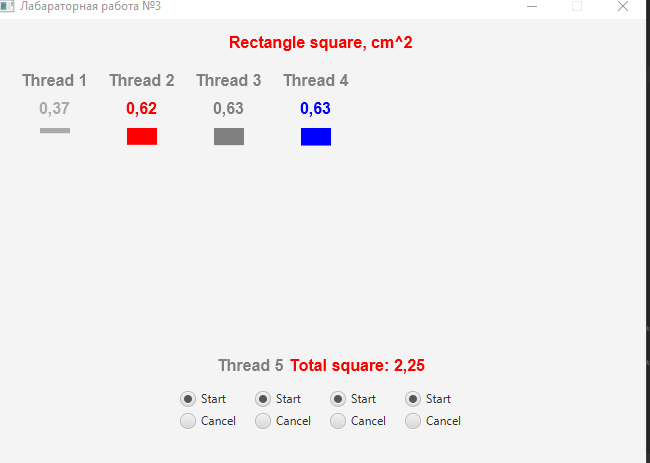 Лабараторная работа №3
Rectangle square, cm^2
Thread 1 Thread 2 Thread 3 Thread 4
0,37 0,62 0,63 0,63
Thread 5 Total square: 2,25
Start Start Start Start
Cancel Cancel Cancel Cancel